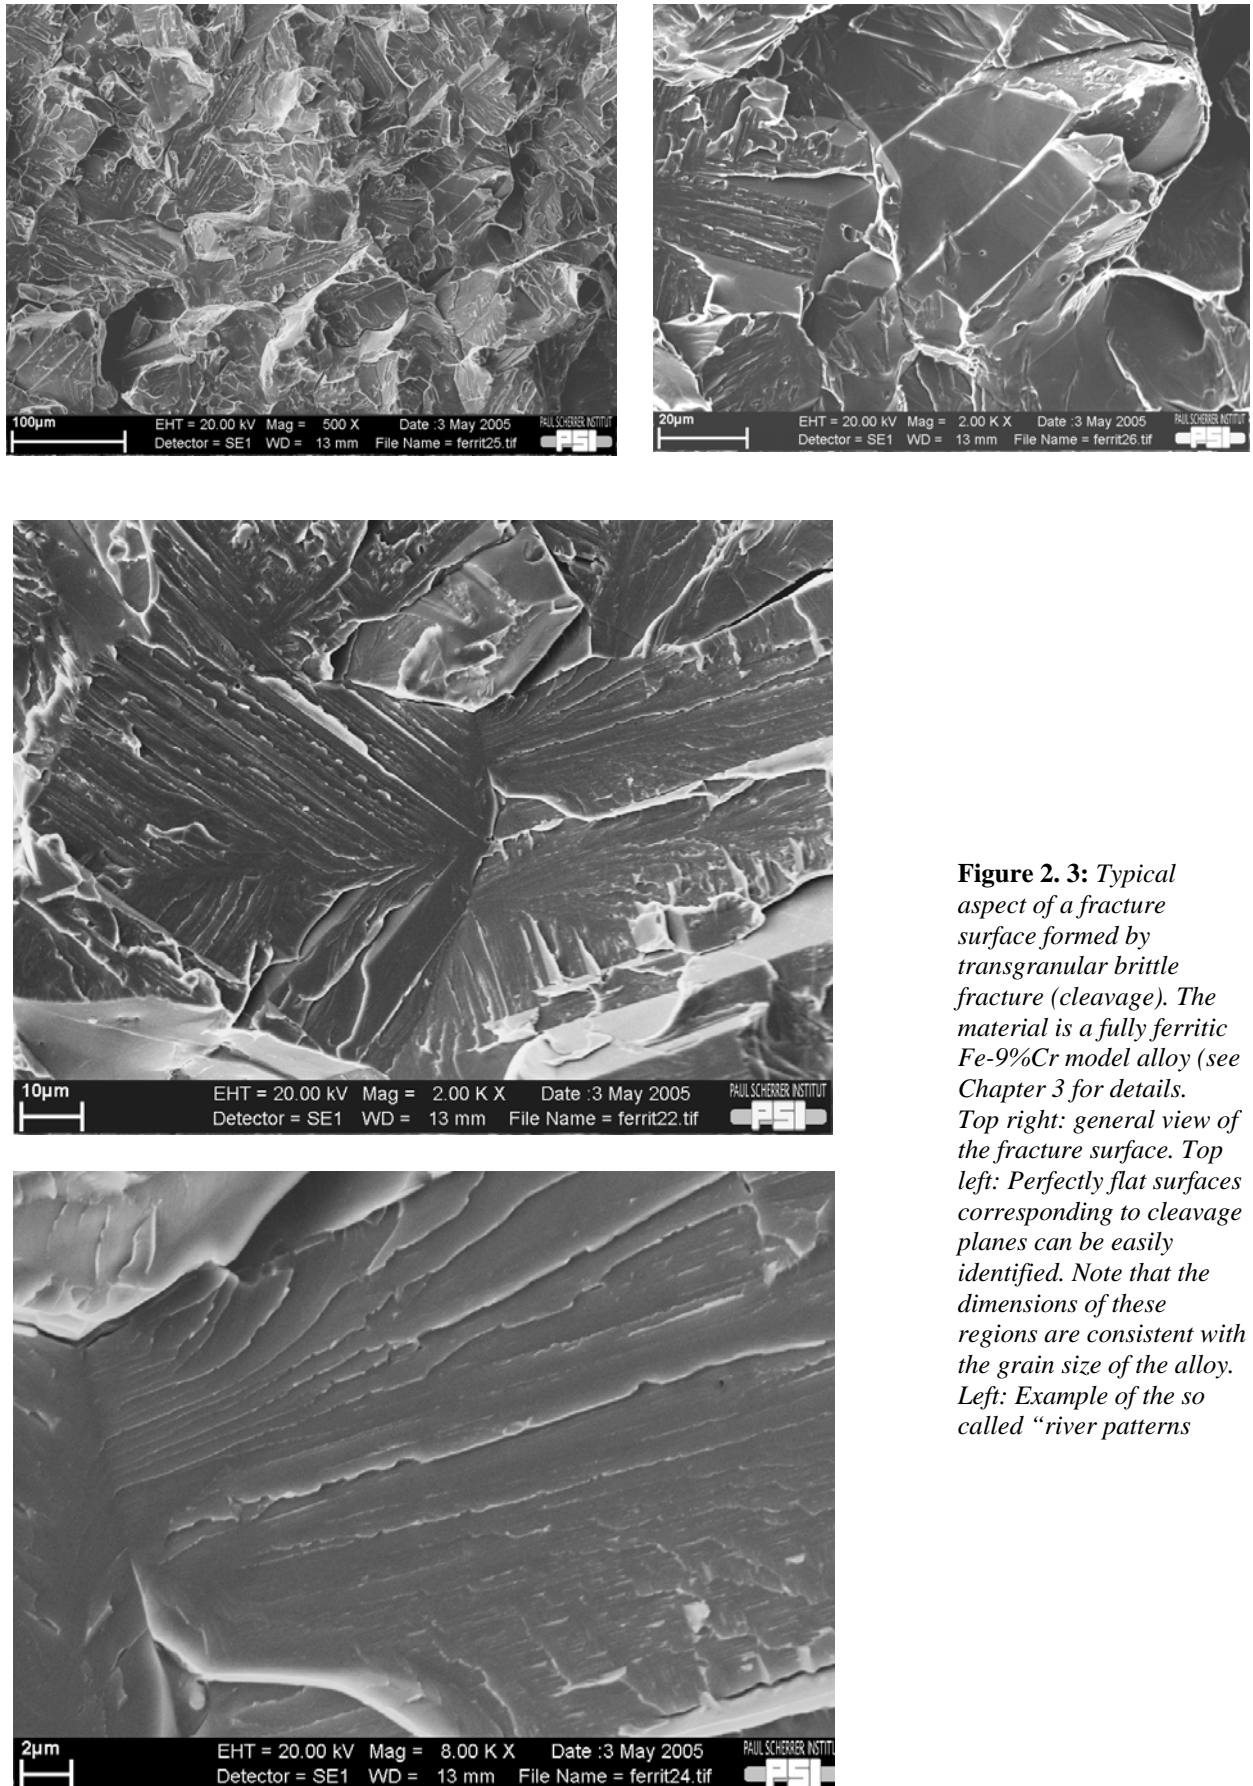 100µm
EHT = 20.00 kV Mag = 500 X Date :3 May 2005 PAUL SCHERRER INSTITUT
Detector = SE1 WD = 13 mm File Name = ferrit25.tif PSI
20µm
EHT = 20.00 kV Mag = 2.00 K X Date :3 May 2005 PAUL SCHERRER INSTITUT
Detector = SE1 WD = 13 mm File Name = ferrit26.tif PSI
10µm
EHT = 20.00 kV Mag = 2.00 K X Date :3 May 2005 PAUL SCHERRER INSTITUT
Detector = SE1 WD = 13 mm File Name = ferrit22.tif PSI
Figure 2. 3: Typical
aspect of a fracture
surface formed by
transgranular brittle
fracture (cleavage). The
material is a fully ferritic
Fe-9%Cr model alloy (see
Chapter 3 for details.
Top right: general view of
the fracture surface. Top
left: Perfectly flat surfaces
corresponding to cleavage
planes can be easily
identified. Note that the
dimensions of these
regions are consistent with
the grain size of the alloy.
Left: Example of the so
called “river patterns
2µm
EHT = 20.00 kV Mag = 8.00 K X Date :3 May 2005 PAUL SCHERRER INSTIT
Detector = SE1 WD = 13 mm File Name = ferrit24.tif PSI